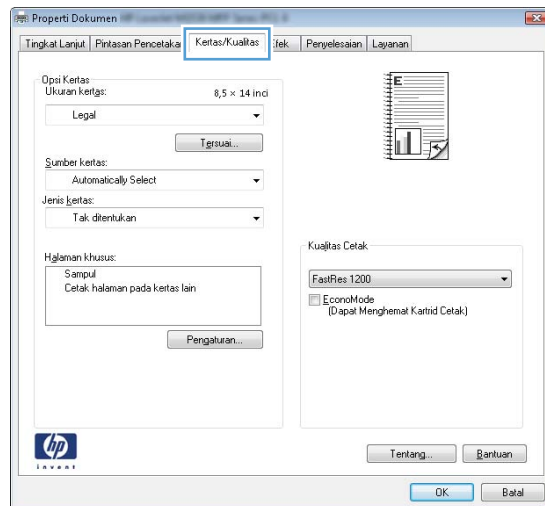 Properti Dokumen
Tingkat Lanjut
Pintasan Pencetaka
Kertas/Kualitas
Efek
Penyelesaian
Layanan
Opsi Kertas
Ukuran kertas:
8,5 × 14 inci
Legal
Tersuai...
Sumber kertas:
Automatically Select
Jenis kertas:
Tak ditentukan
Halaman khusus:
Sampul
Cetak halaman pada kertas lain
Pengaturan...
E
Kualitas Cetak
FastRes 1200
EconoMode
(Dapat Menghemat Kartrid Cetak)
hp
invent
Tentang...
Bantuan
OK
Batal